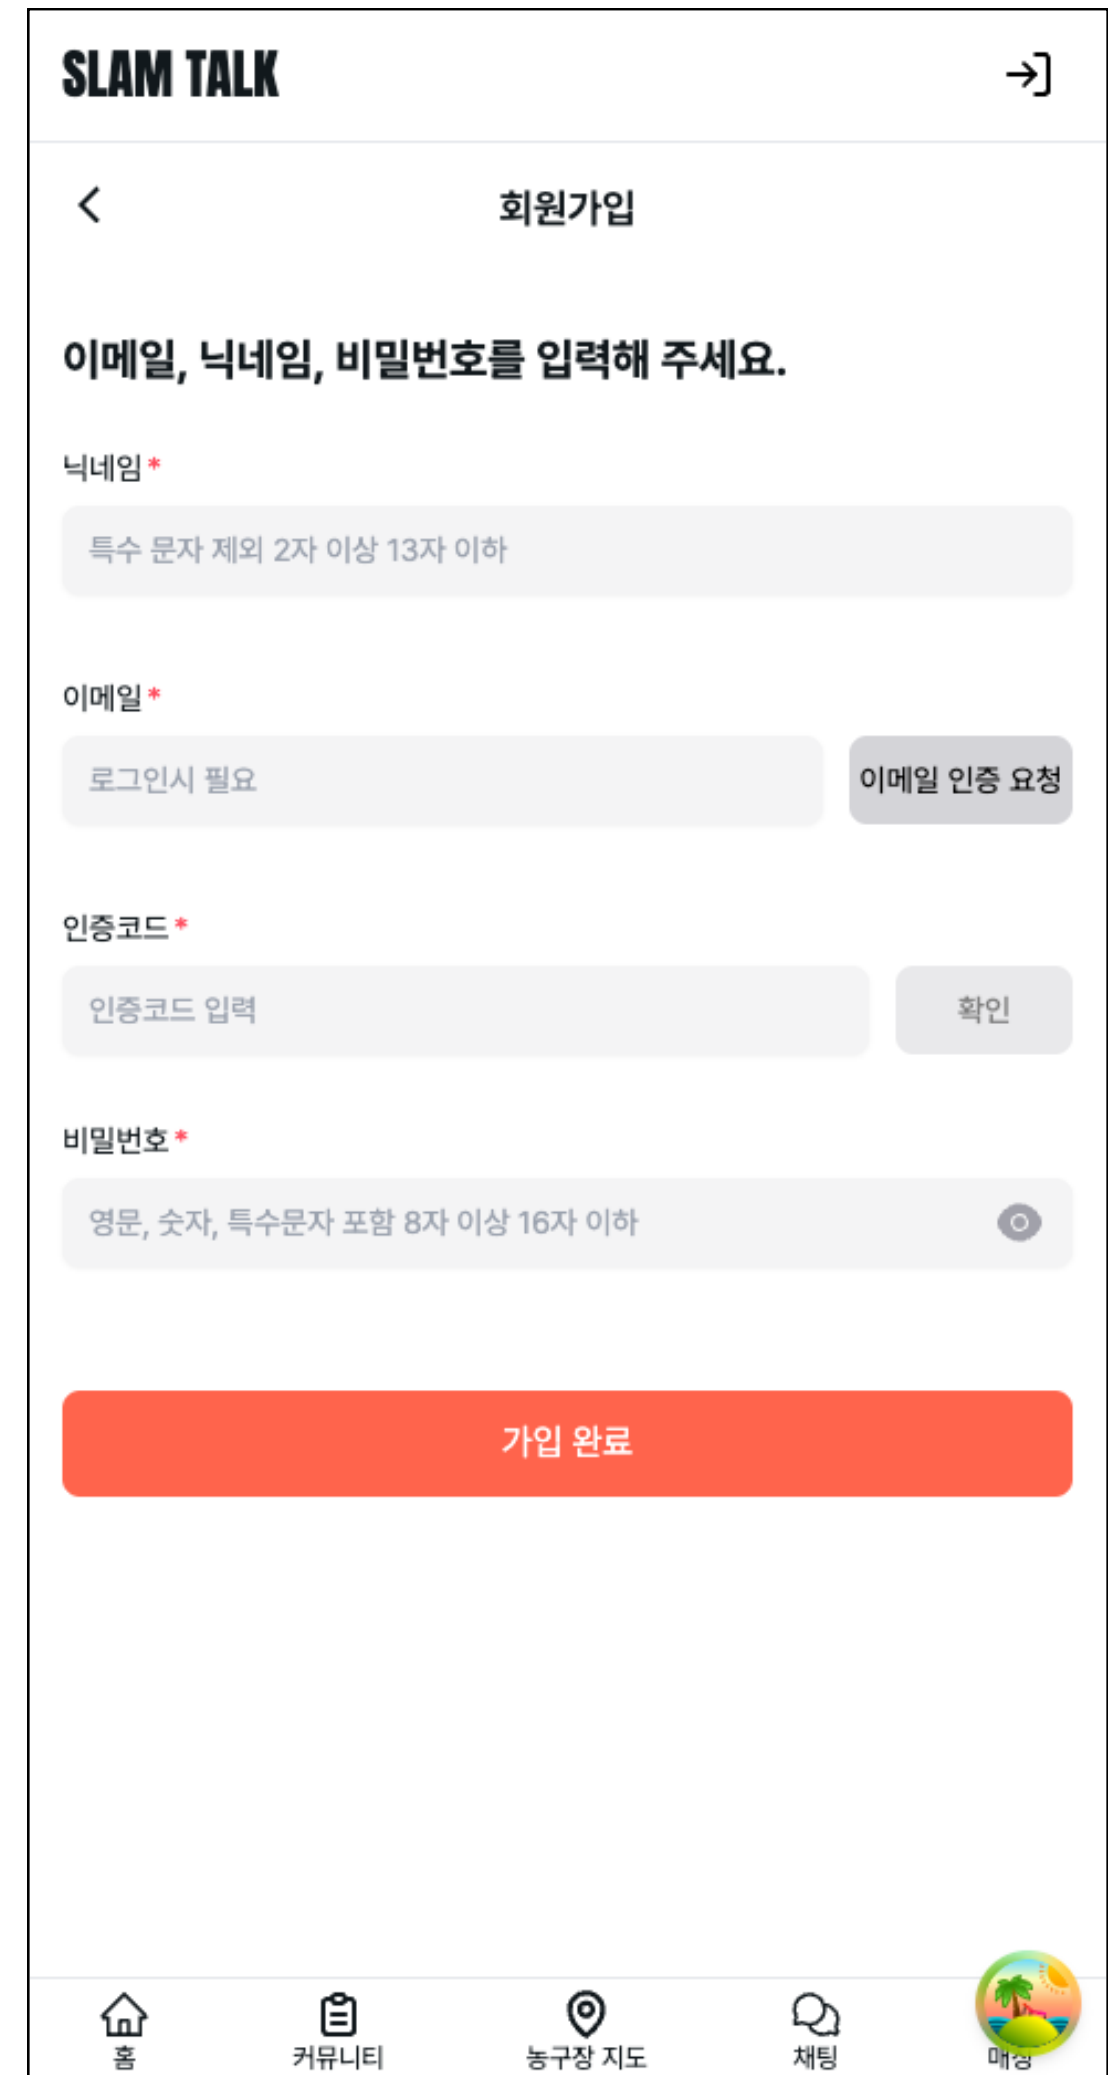 SLAM TALK
회원가입
이메일, 닉네임, 비밀번호를 입력해 주세요.
닉네임*
특수 문자 제외 2자 이상 13자 이하
이메일*
로그인시 필요
이메일 인증 요청
인증코드*
인증코드 입력
확인
비밀번호*
영문, 숫자, 특수문자 포함 8자 이상 16자 이하
가입 완료
홈
커뮤니티
농구장 지도
채팅